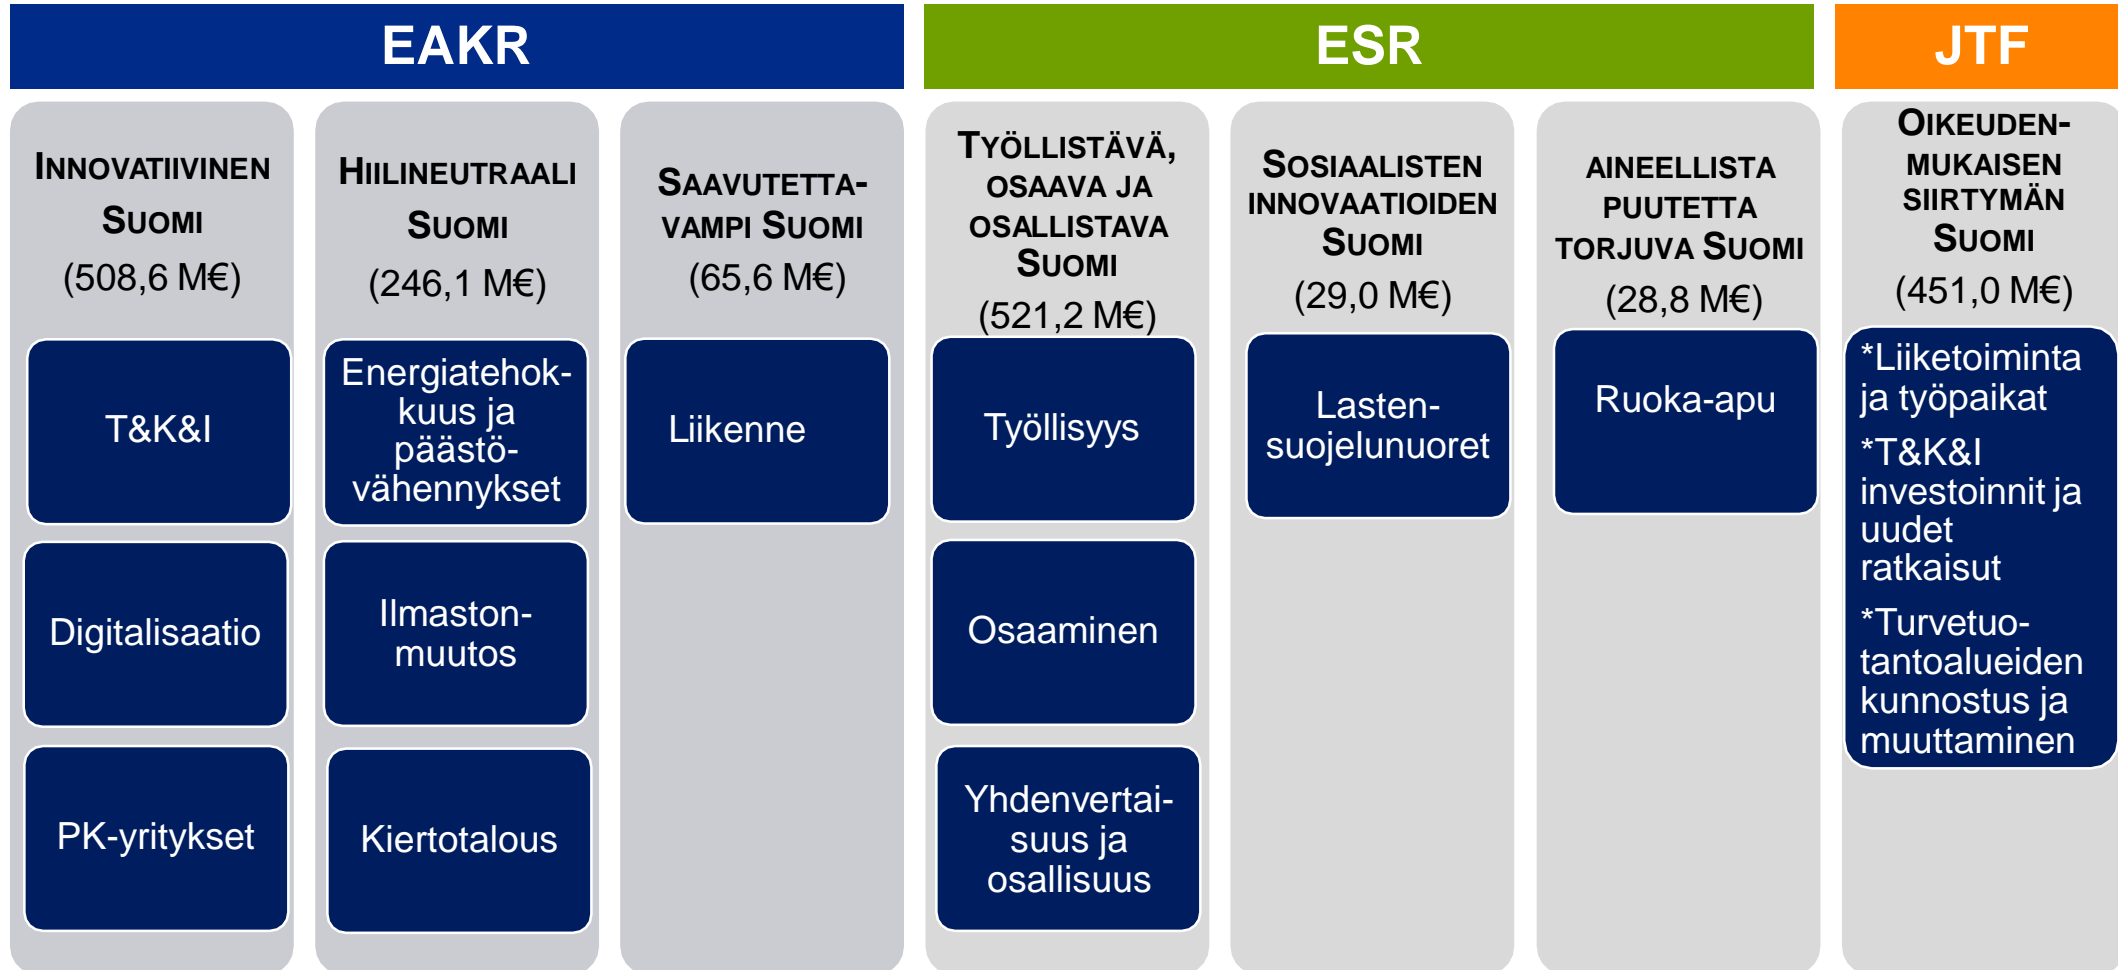 EAKR
INNOVATIIVINEN
SUOMI
(508,6 M€)
T&K&I
Digitalisaatio
PK-yritykset
HIILINEUTRAALI
SUOMI
(246,1 M€)
Energiatehok-
kuus ja
päästö-
vähennykset
Ilmaston-
muutos
Kiertotalous
SAAVUTETTA-
VAMPI SUOMI
(65,6 M€)
Liikenne
ESR
TYÖLLISTÄVÄ,
OSAAVA JA
OSALLISTAVA
SUOMI
(521,2 M€)
Työllisyys
Osaaminen
Yhdenvertai-
suus ja
osallisuus
SOSIAALISTEN
INNOVAATIOIDEN
SUOMI
(29,0 M€)
Lasten-
suojelunuoret
AINEELLISTA
PUUTETTA
TORJUVA SUOMI
(28,8 M€)
Ruoka-apu
JTF
OIKEUDEN-
MUKAISEN
SIIRTYMÄN
SUOMI
(451,0 M€)
*Liiketoiminta
ja työpaikat
*T&K&I
investoinnit ja
uudet
ratkaisut
*Turvetuo-
tantoalueiden
kunnostus ja
muuttaminen